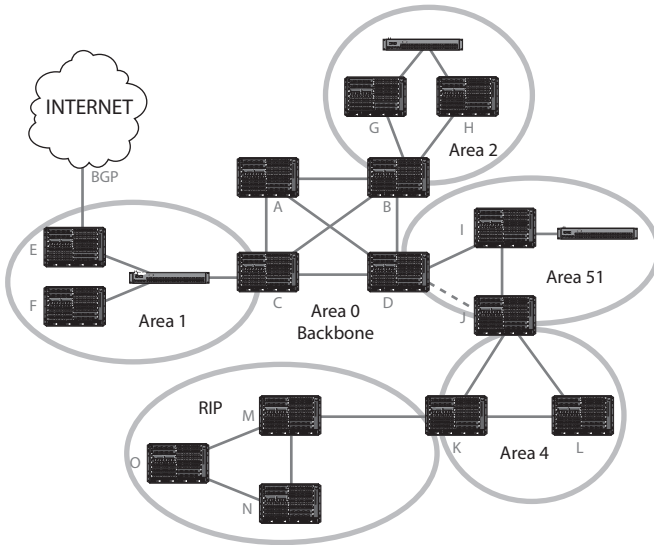 INTERNET
BGP
G
H
Area 2
A
B
E
F
Area 1
C
D
Area 0
Backbone
I
Area 51
J
RIP
M
O
N
K
L
Area 4